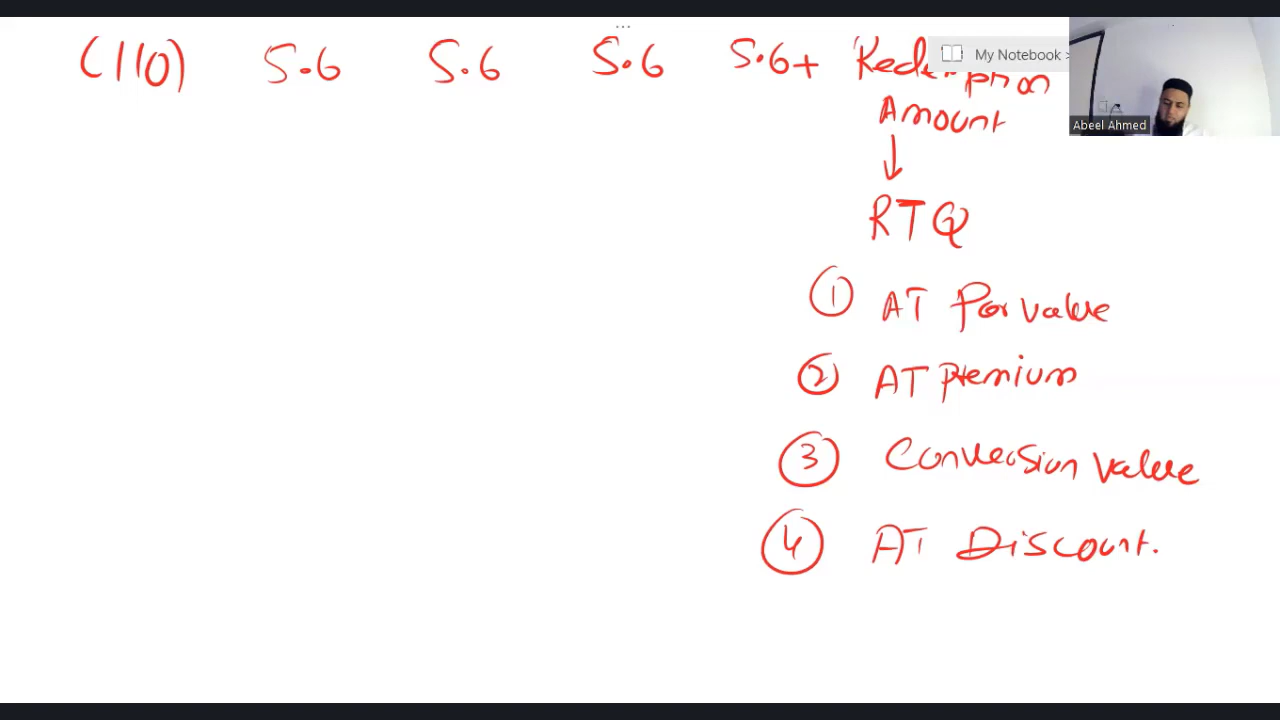 (110) 5.6 5.6 5.6 5.6+ Redemption
My Notebook >
Amount
Abeel Ahmed
↓
RTQ
① AT Par value
② AT Premium
③ Conversion value
④ AT Discount.